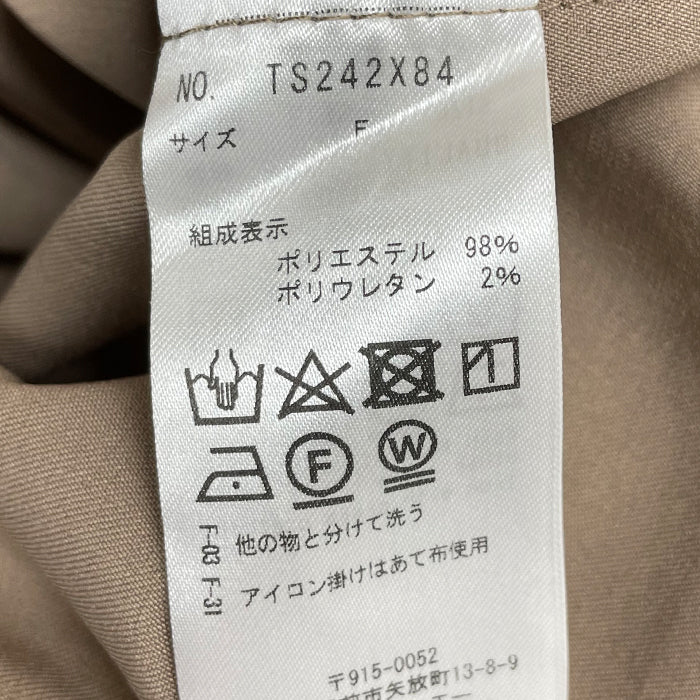 NO. TS242X84
サイズ F
組成表示
ポリエステル 98%
ポリウレタン 2%
F W
F-03 他の物と分けて洗う
F-31 アイロン掛けはあて布使用
〒915-0052
矢放町13-8-9